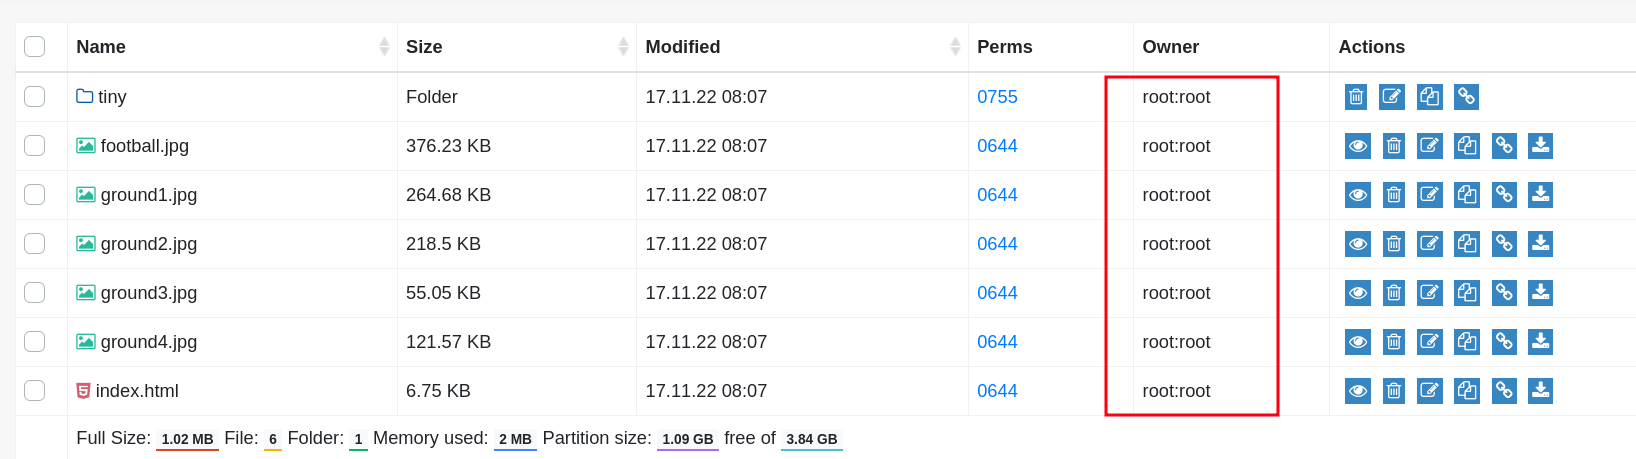 Name Size Modified Perms Owner Actions
tiny Folder 17.11.22 08:07 0755 root:root
football.jpg 376.23 KB 17.11.22 08:07 0644 root:root
ground1.jpg 264.68 KB 17.11.22 08:07 0644 root:root
ground2.jpg 218.5 KB 17.11.22 08:07 0644 root:root
ground3.jpg 55.05 KB 17.11.22 08:07 0644 root:root
ground4.jpg 121.57 KB 17.11.22 08:07 0644 root:root
index.html 6.75 KB 17.11.22 08:07 0644 root:root
Full Size: 1.02 MB File: 6 Folder: 1 Memory used: 2 MB Partition size: 1.09 GB free of 3.84 GB